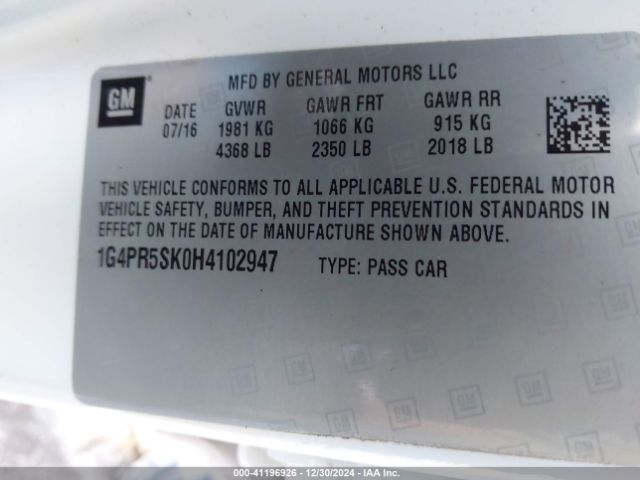 GM
MFD BY GENERAL MOTORS LLC
DATE GVWR GAWR FRT GAWR RR
07/16 1981 KG 1066 KG 915 KG
4368 LB 2350 LB 2018 LB
THIS VEHICLE CONFORMS TO ALL APPLICABLE U.S. FEDERAL MOTOR
VEHICLE SAFETY, BUMPER, AND THEFT PREVENTION STANDARDS IN
EFFECT ON THE DATE OF MANUFACTURE SHOWN ABOVE.
1G4PR5SK0H4102947 TYPE: PASS CAR
000-41196926 - 12/30/2024 - IAA Inc.